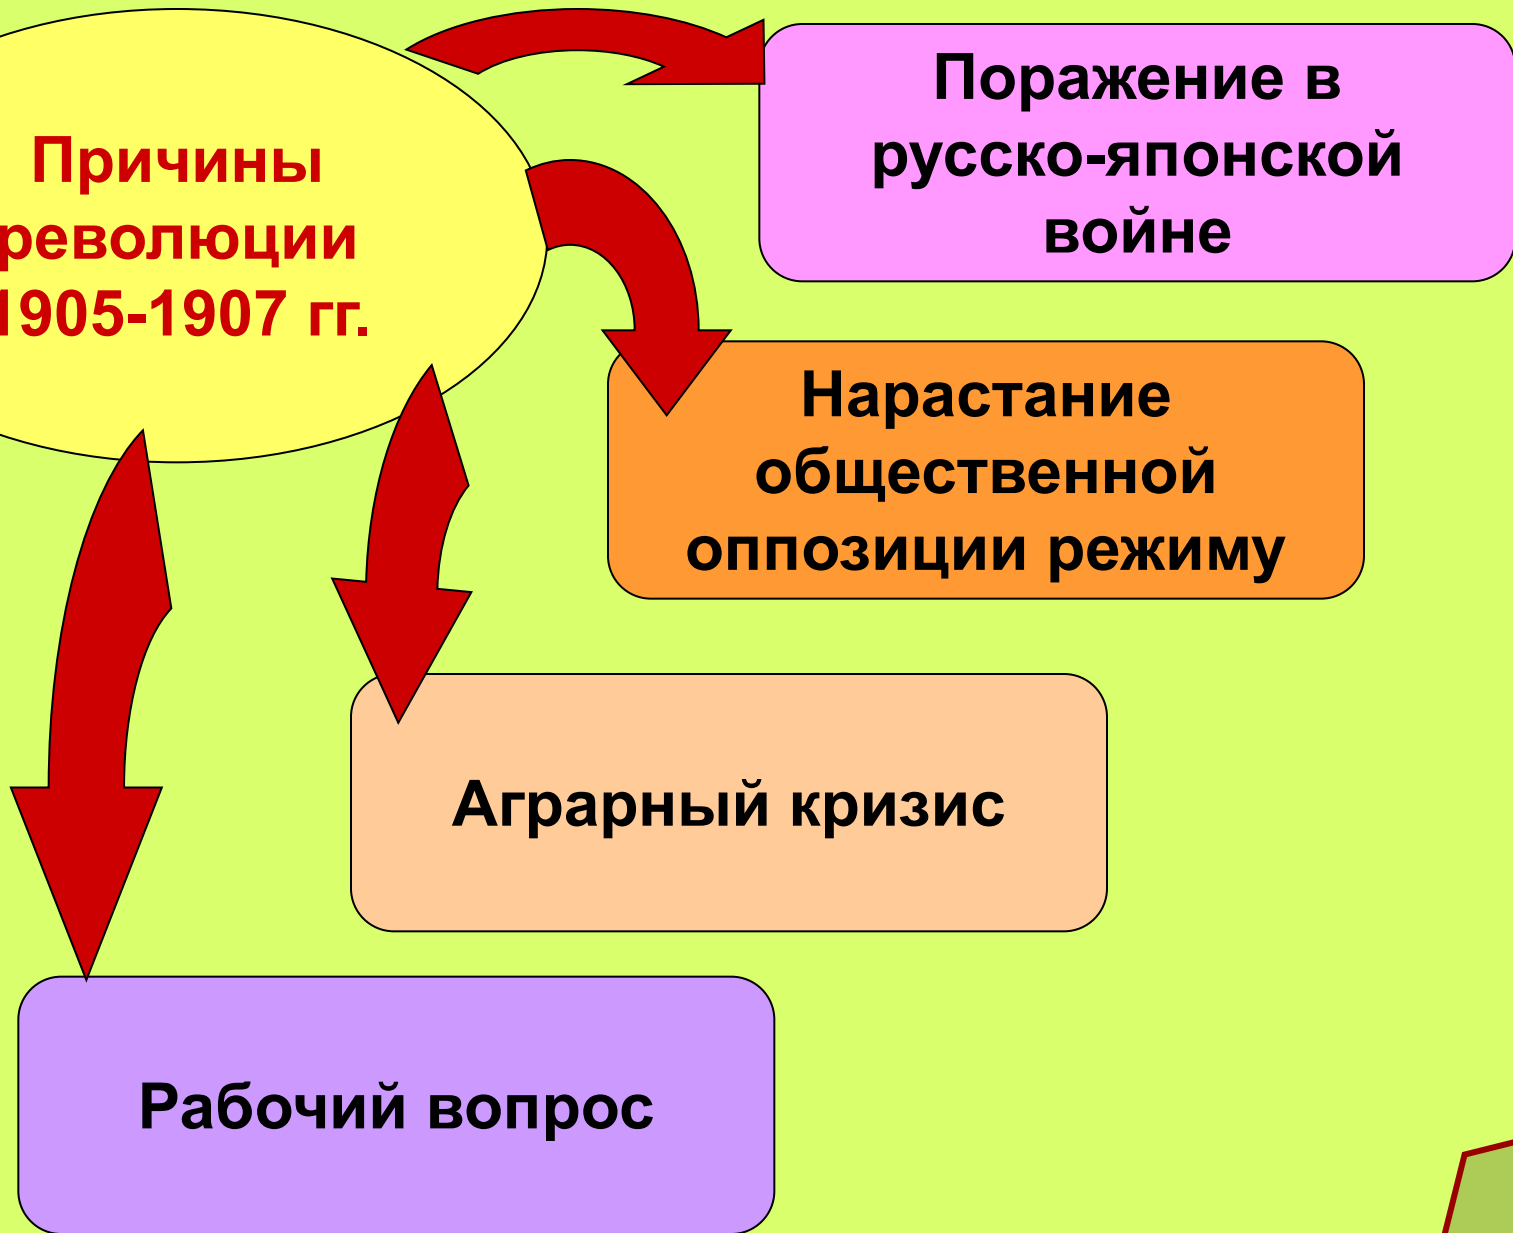 Причины
революции
1905-1907 гг.
Поражение в
русско-японской
войне
Нарастание
общественной
оппозиции режиму
Аграрный кризис
Рабочий вопрос